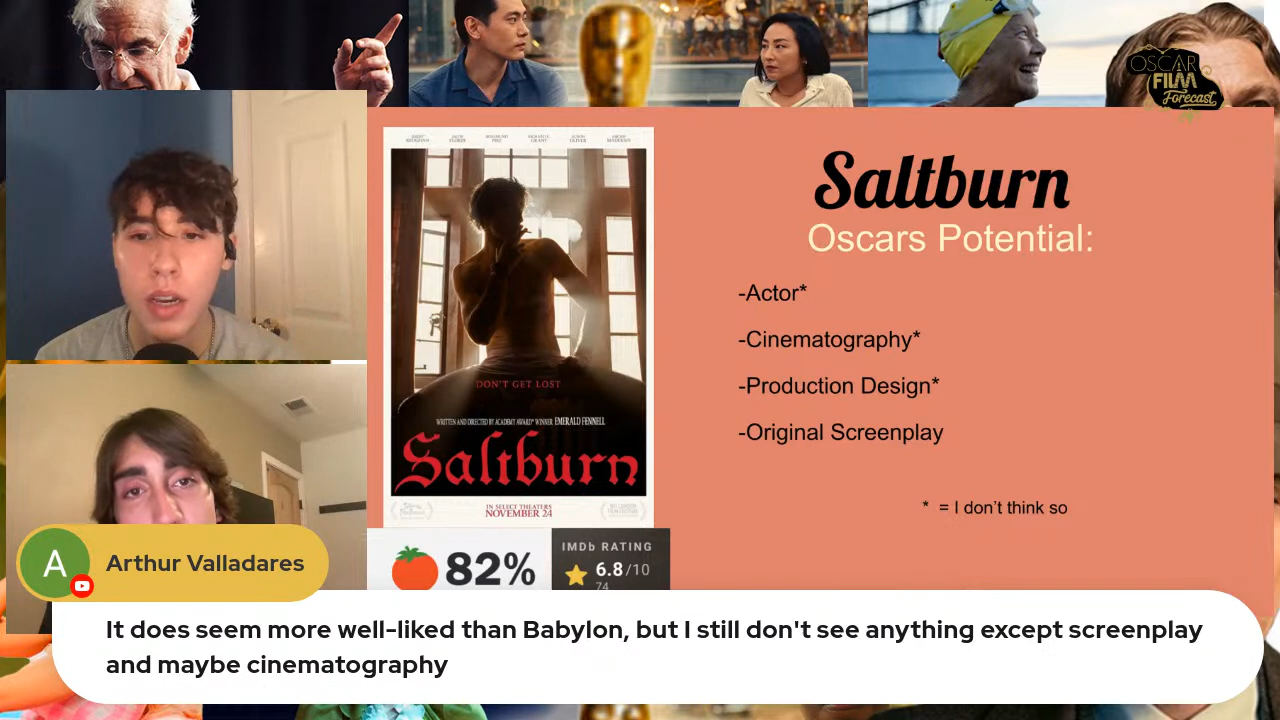 OSCAR
FILM
Forecast
Saltburn
Oscars Potential:
-Actor*
-Cinematography*
-Production Design*
-Original Screenplay
* = I don't think so
DON'T GET LOST
WRITTEN AND DIRECTED BY ACADEMY AWARD® WINNER EMERALD FENNELL
Saltburn
IN SELECT THEATERS
NOVEMBER 24
82%
IMDb RATING
6.8/10
74
A
Arthur Valladares
It does seem more well-liked than Babylon, but I still don't see anything except screenplay
and maybe cinematography